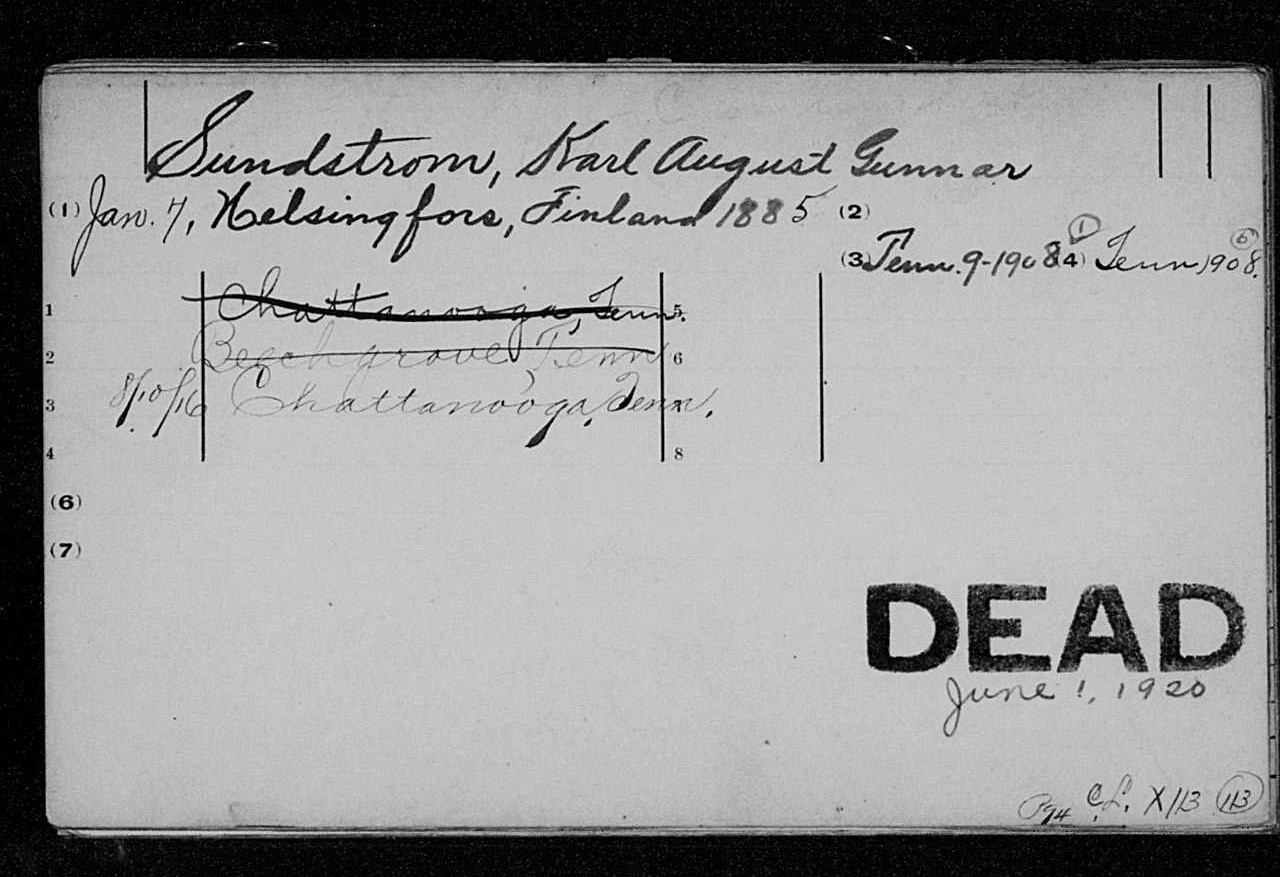 Sundstrom, Karl August Gunnar
(1) Jan. 7, Helsingfors, Finland 1885 (2)
(3) Tenn. 9-1908 (4) Tenn 1908.
1 Chattanooga, Tenn. 5
2 Beechgrove, Tenn 6
3 8/10/16 Chattanooga, Tenn.
4 8
(6)
(7)
DEAD
June 1, 1920
C.L. X/13 113